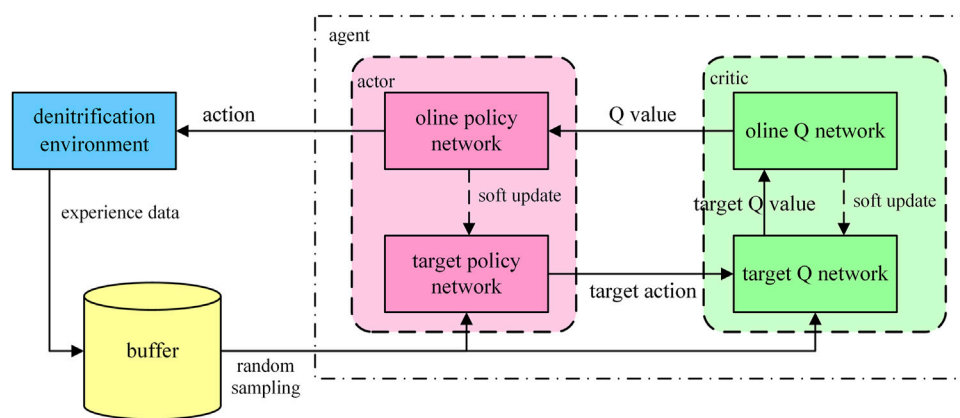 agent
actor
critic
denitrification
environment
action
oline policy
network
Q value
oline Q network
experience data
soft update
target Q value
soft update
target policy
network
target action
target Q network
buffer
random
sampling